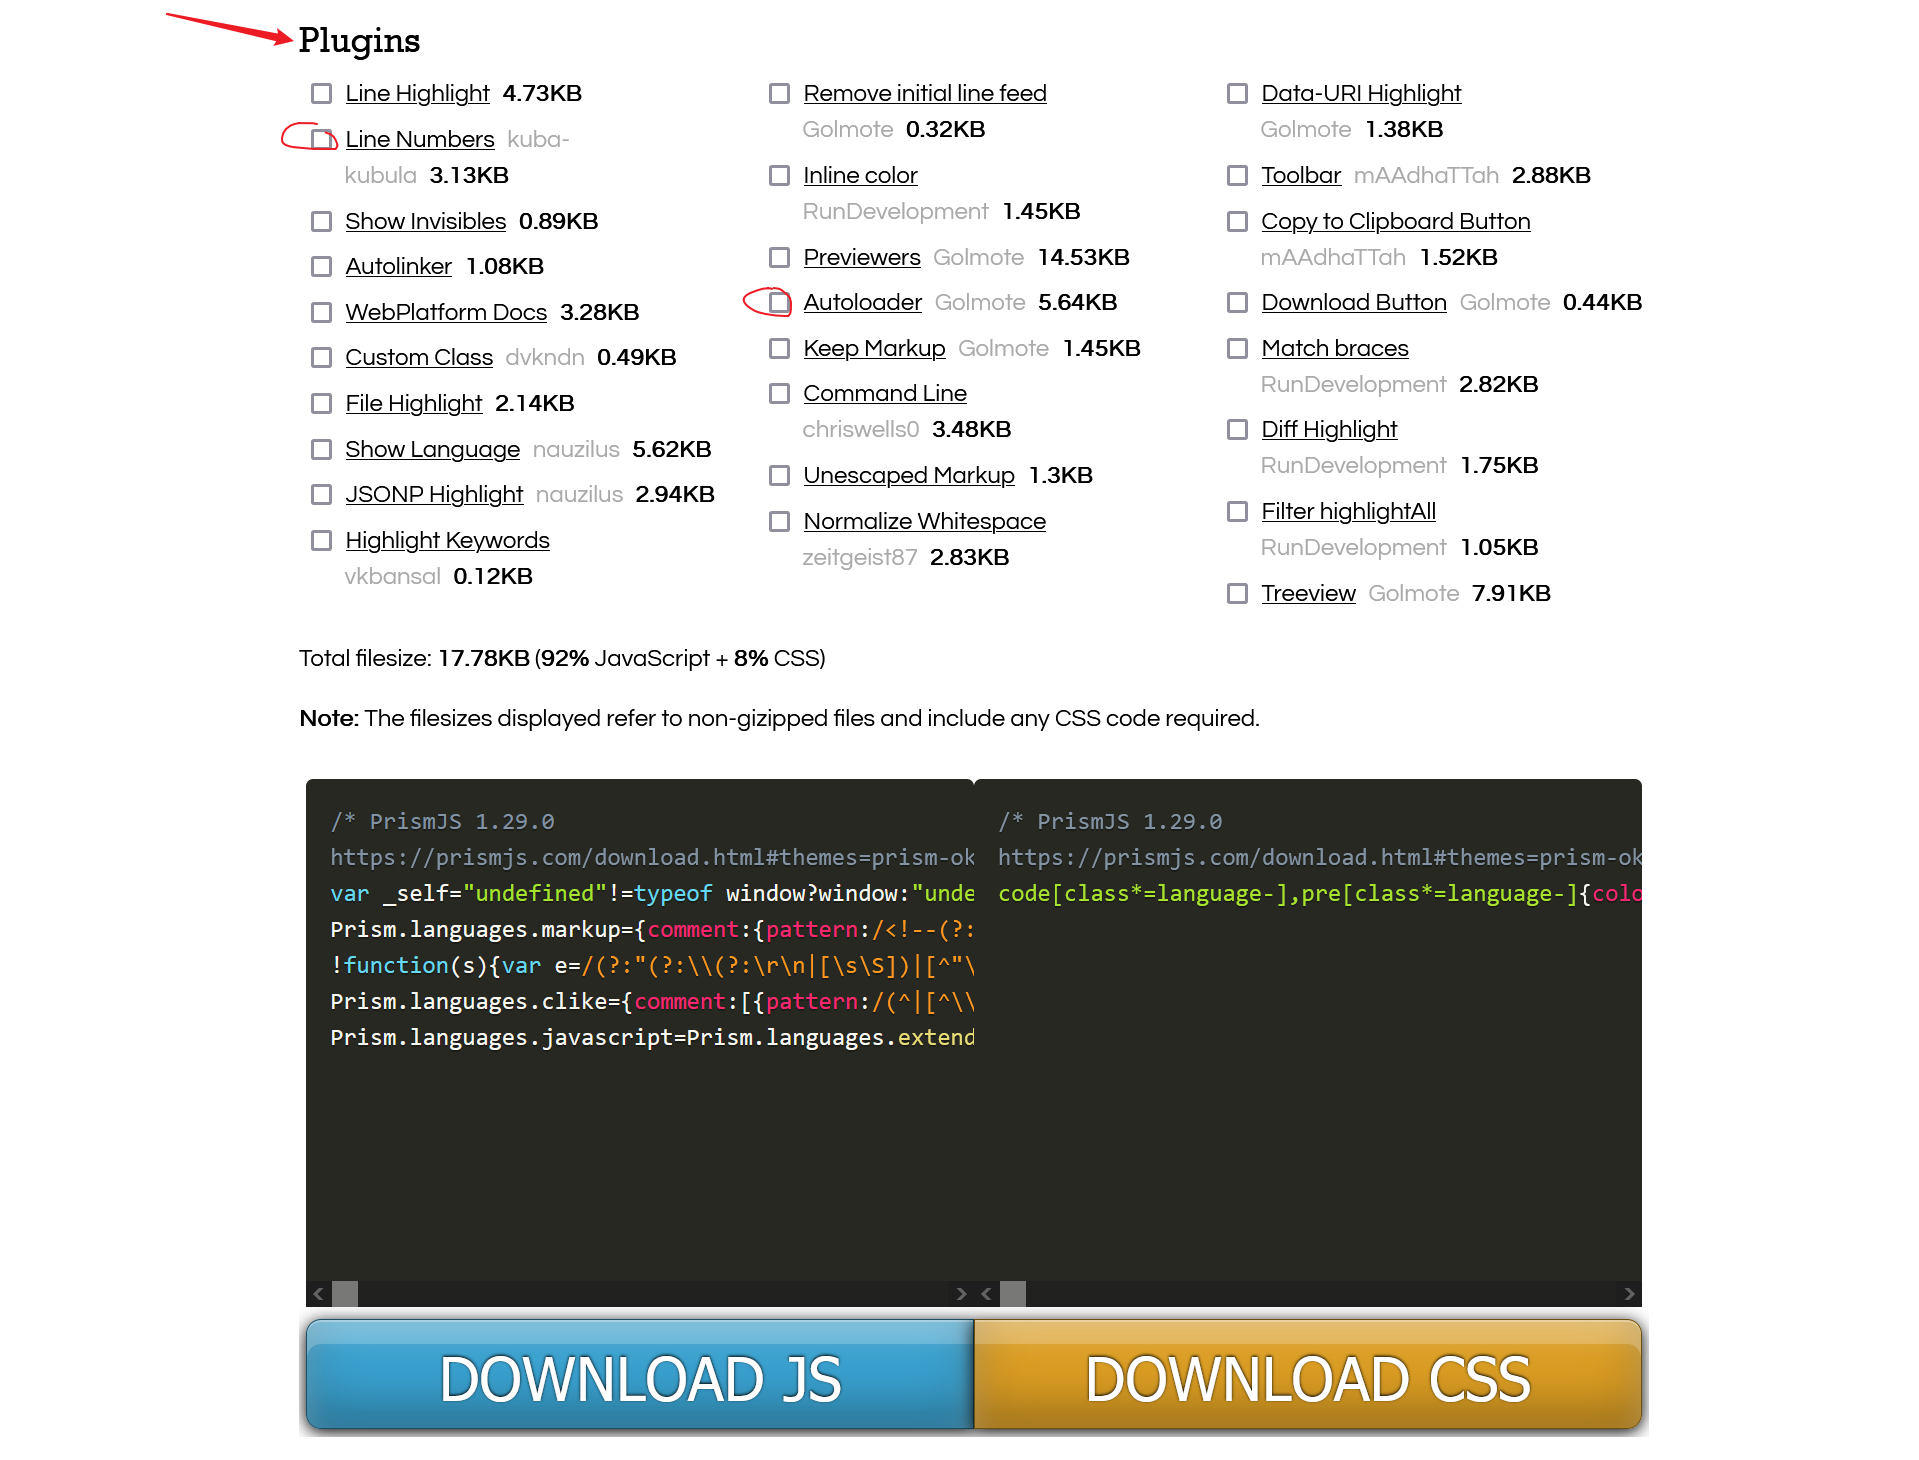 Plugins
Line Highlight 4.73KB
Line Numbers kuba-
kubula 3.13KB
Show Invisibles 0.89KB
Autolinker 1.08KB
WebPlatform Docs 3.28KB
Custom Class dvkndn 0.49KB
File Highlight 2.14KB
Show Language nauzilus 5.62KB
JSONP Highlight nauzilus 2.94KB
Highlight Keywords
vkbansal 0.12KB
Remove initial line feed
Golmote 0.32KB
Inline color
RunDevelopment 1.45KB
Previewers Golmote 14.53KB
Autoloader Golmote 5.64KB
Keep Markup Golmote 1.45KB
Command Line
chriswells0 3.48KB
Unescaped Markup 1.3KB
Normalize Whitespace
zeitgeist87 2.83KB
Data-URI Highlight
Golmote 1.38KB
Toolbar mAAdhaTTah 2.88KB
Copy to Clipboard Button
mAAdhaTTah 1.52KB
Download Button Golmote 0.44KB
Match braces
RunDevelopment 2.82KB
Diff Highlight
RunDevelopment 1.75KB
Filter highlightAll
RunDevelopment 1.05KB
Treeview Golmote 7.91KB
Total filesize: 17.78KB (92% JavaScript + 8% CSS)
Note: The filesizes displayed refer to non-gizipped files and include any CSS code required.
/* PrismJS 1.29.0
https://prismjs.com/download.html#themes=prism-ok
var _self="undefined"!=typeof window?window:"unde
Prism.languages.markup={comment:{pattern:/<!--(?:
!function(s){var e=/(?:"(?:\\(?:\r\n|[\s\S])|[^"\
Prism.languages.clike={comment:[{pattern:/(^|[^\\
Prism.languages.javascript=Prism.languages.extend
/* PrismJS 1.29.0
https://prismjs.com/download.html#themes=prism-ok
code[class*=language-],pre[class*=language-]{colo
DOWNLOAD JS
DOWNLOAD CSS